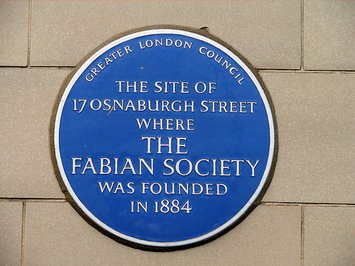 GREATER LONDON COUNCIL
THE SITE OF
17 OSNABURGH STREET
WHERE
THE
FABIAN SOCIETY
WAS FOUNDED
IN 1884